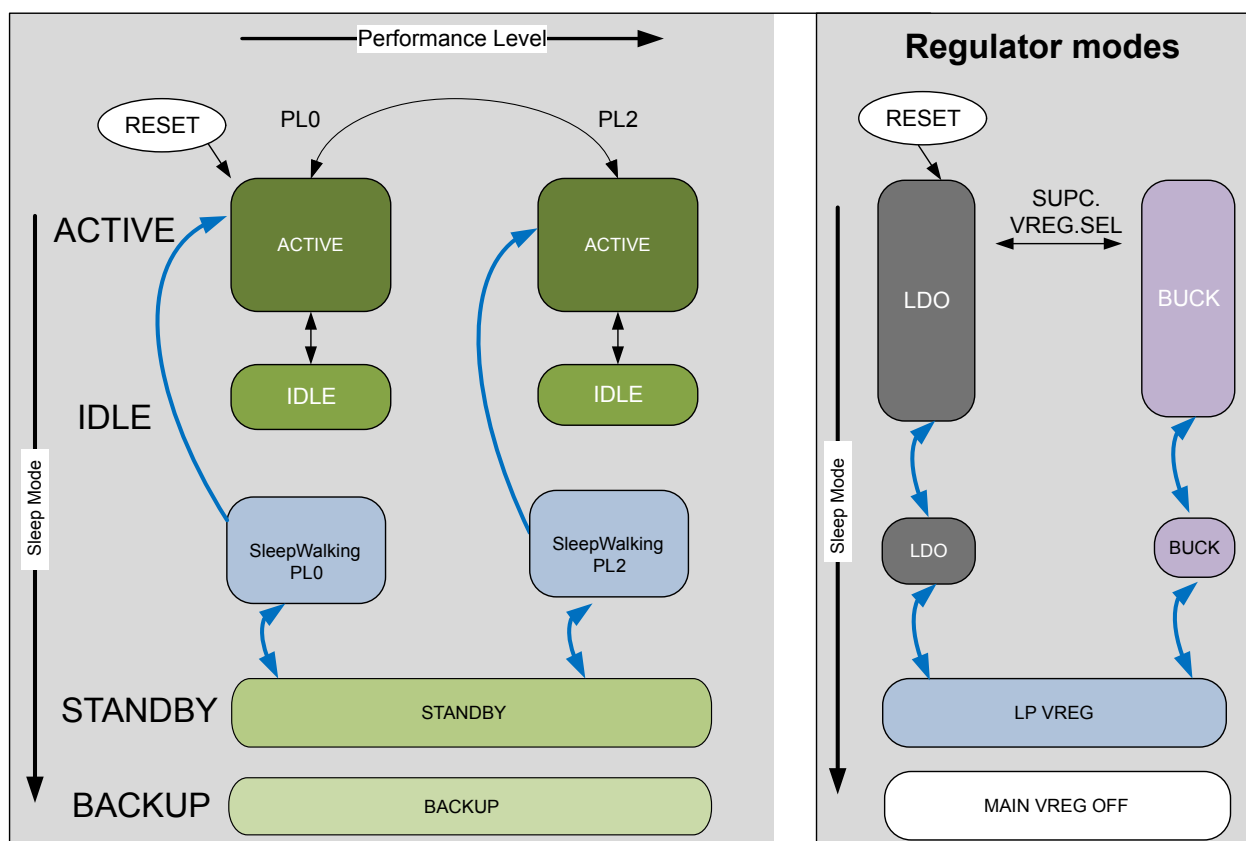 Performance Level
RESET
PL0
PL2
ACTIVE
ACTIVE
ACTIVE
IDLE
IDLE
IDLE
Sleep Mode
SleepWalking
PL0
SleepWalking
PL2
STANDBY
STANDBY
BACKUP
BACKUP
Regulator modes
RESET
SUPC.
VREG.SEL
LDO
BUCK
Sleep Mode
LDO
BUCK
LP VREG
MAIN VREG OFF